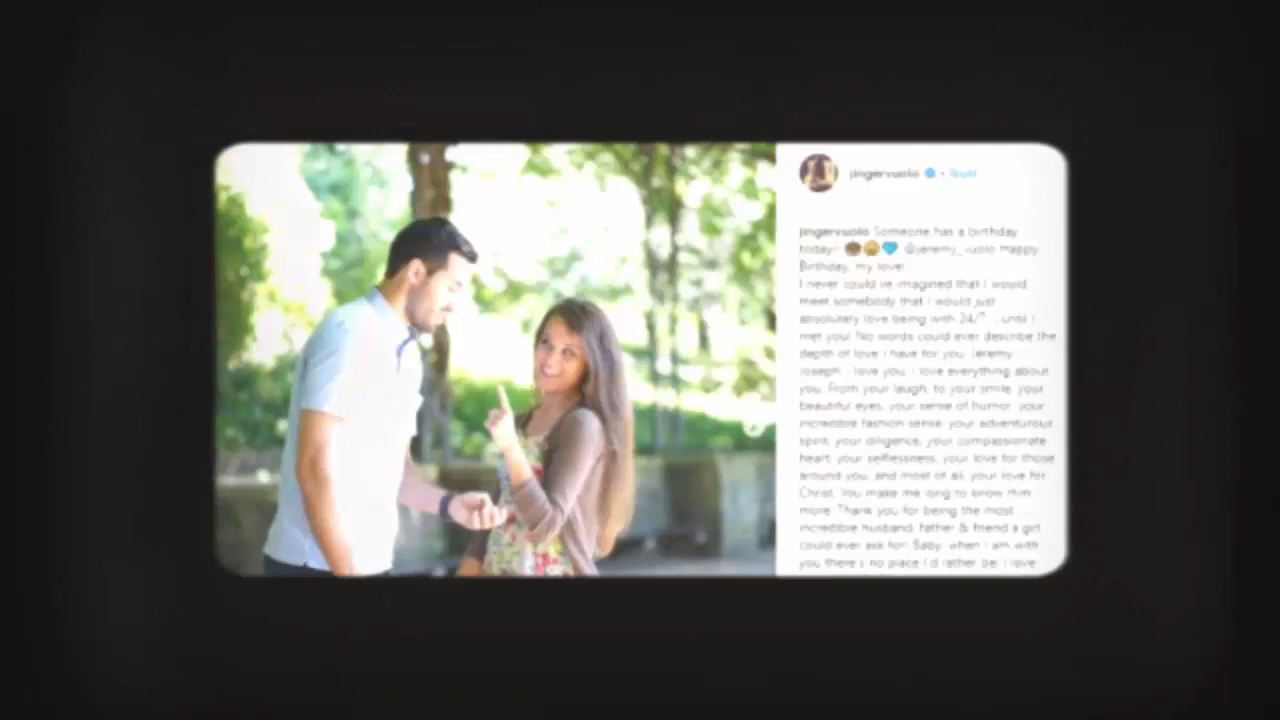 jingervuolo
jingervuolo Someone has a birthday
today! @jeremy_vuolo Happy
Birthday, my love!
I never could've imagined that I would
meet somebody that I would just
absolutely love being with 24/7 ... until I
met you! No words could ever describe the
depth of love I have for you, Jeremy
Joseph. I love you. I love everything about
you. From your laugh, to your smile, your
beautiful eyes, your sense of humor, your
incredible fashion sense, your adventurous
spirit, your diligence, your compassionate
heart, your selflessness, your love for those
around you, and most of all, your love for
Christ. You make me long to know Him
more. Thank you for being the most
incredible husband, father & friend a girl
could ever ask for! Baby, when I am with
you there's no place I'd rather be! I love